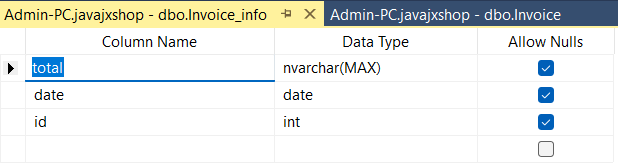 Admin-PC.javajxshop - dbo.Invoice_info Admin-PC.javajxshop - dbo.Invoice
Column Name Data Type Allow Nulls
total nvarchar(MAX)
date date
id int